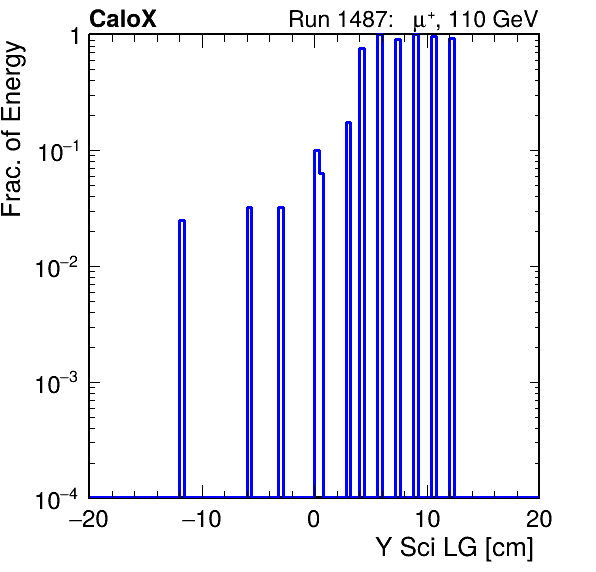 CaloX Run 1487: μ⁺, 110 GeV
Frac. of Energy
1
10⁻¹
10⁻²
10⁻³
10⁻⁴
−20 −10 0 10 20
Y Sci LG [cm]